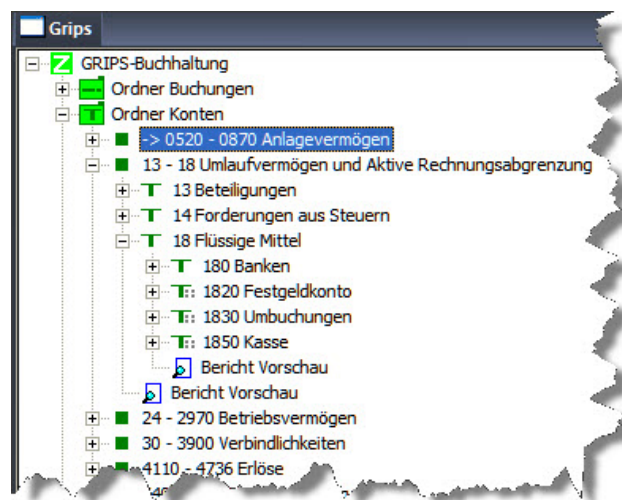 Grips
GRIPS-Buchhaltung
Ordner Buchungen
Ordner Konten
-> 0520 - 0870 Anlagevermögen
13 - 18 Umlaufvermögen und Aktive Rechnungsabgrenzung
13 Beteiligungen
14 Forderungen aus Steuern
18 Flüssige Mittel
180 Banken
1820 Festgeldkonto
1830 Umbuchungen
1850 Kasse
Bericht Vorschau
Bericht Vorschau
24 - 2970 Betriebsvermögen
30 - 3900 Verbindlichkeiten
4110 - 4736 Erlöse